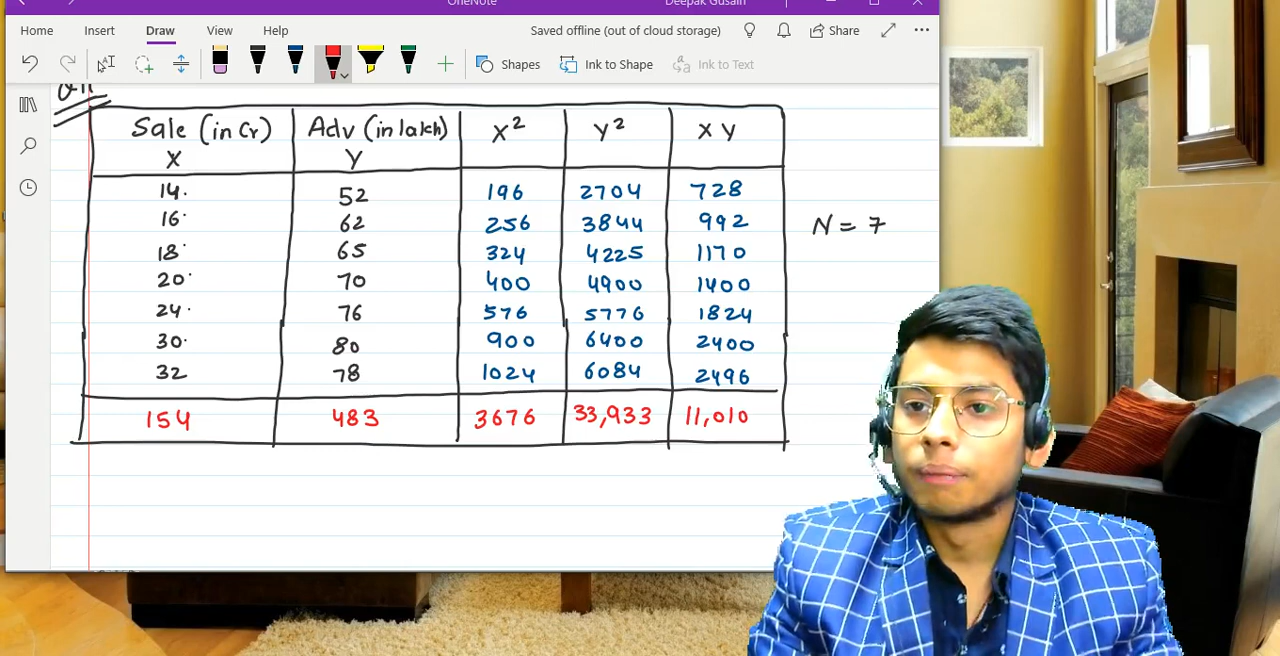 OneNote
Deepak Gusain
Home Insert Draw View Help Saved offline (out of cloud storage) Share
Shapes Ink to Shape Ink to Text
Sale (in Cr) Adv (in lakh) X² Y² X Y
X Y
14 52 196 2704 728
16 62 256 3844 992 N = 7
18 65 324 4225 1170
20 70 400 4900 1400
24 76 576 5776 1824
30 80 900 6400 2400
32 78 1024 6084 2496
154 483 3676 33,933 11,010